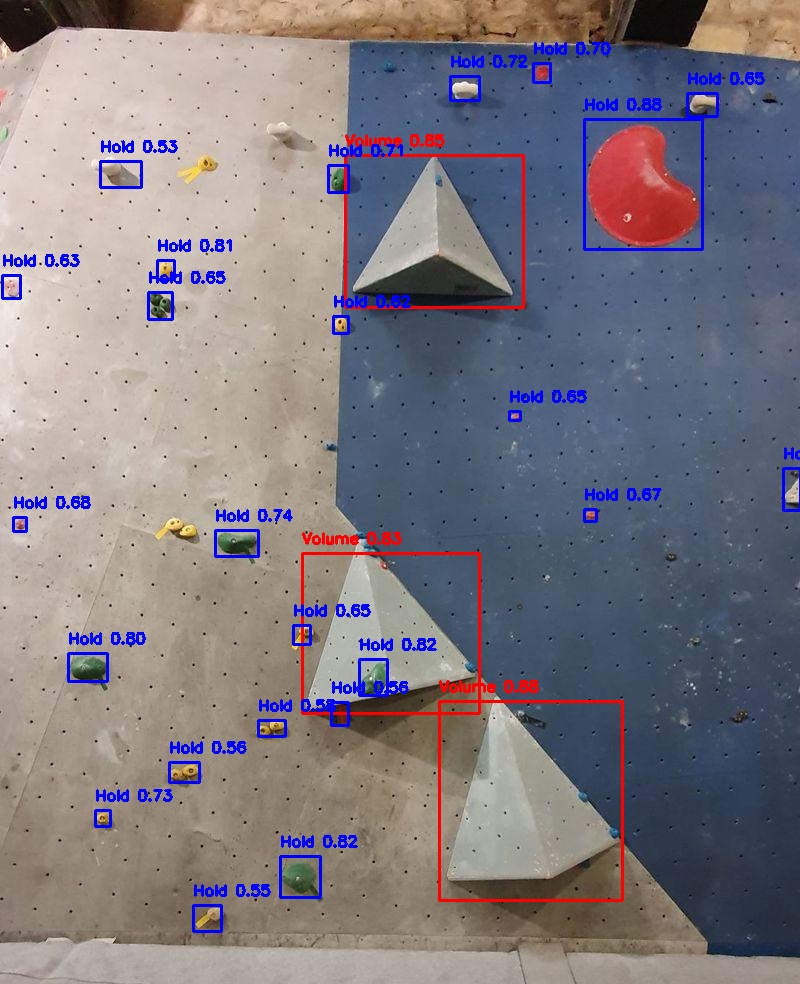 Hold 0.70
Hold 0.72
Hold 0.65
Hold 0.88
Volume 0.85
Hold 0.53
Hold 0.71
Hold 0.81
Hold 0.63
Hold 0.65
Hold 0.62
Hold 0.65
Ho
Hold 0.67
Hold 0.68
Hold 0.74
Volume 0.83
Hold 0.65
Hold 0.80
Hold 0.82
Hold 0.56
Volume
Hold 0.58
Hold 0.56
Hold 0.73
Hold 0.82
Hold 0.55